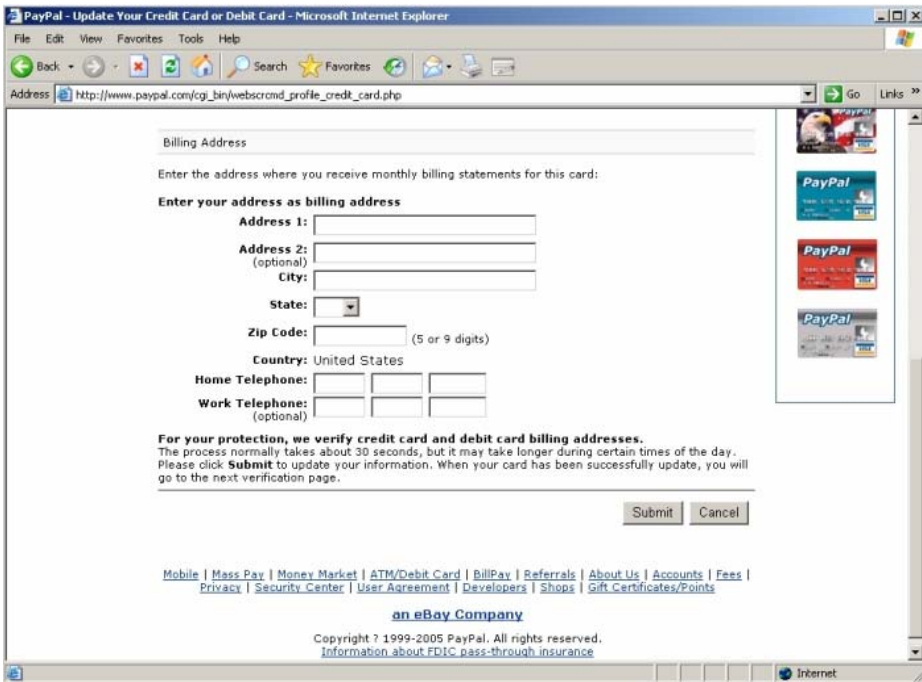 PayPal - Update Your Credit Card or Debit Card - Microsoft Internet Explorer
File Edit View Favorites Tools Help
Back Search Favorites
Address http://www.paypal.com/cgi_bin/webscrcmd_profile_credit_card.php Go Links »
PayPal
VISA
Billing Address
Enter the address where you receive monthly billing statements for this card:
PayPal
VISA
Enter your address as billing address
Address 1:
Address 2:
(optional)
PayPal
VISA
City:
State:
PayPal
VISA
Zip Code: (5 or 9 digits)
Country: United States
Home Telephone:
Work Telephone:
(optional)
For your protection, we verify credit card and debit card billing addresses.
The process normally takes about 30 seconds, but it may take longer during certain times of the day.
Please click Submit to update your information. When your card has been successfully update, you will
go to the next verification page.
Submit Cancel
Mobile | Mass Pay | Money Market | ATM/Debit Card | BillPay | Referrals | About Us | Accounts | Fees |
Privacy | Security Center | User Agreement | Developers | Shops | Gift Certificates/Points
an eBay Company
Copyright ? 1999-2005 PayPal. All rights reserved.
Information about FDIC pass-through insurance
Internet